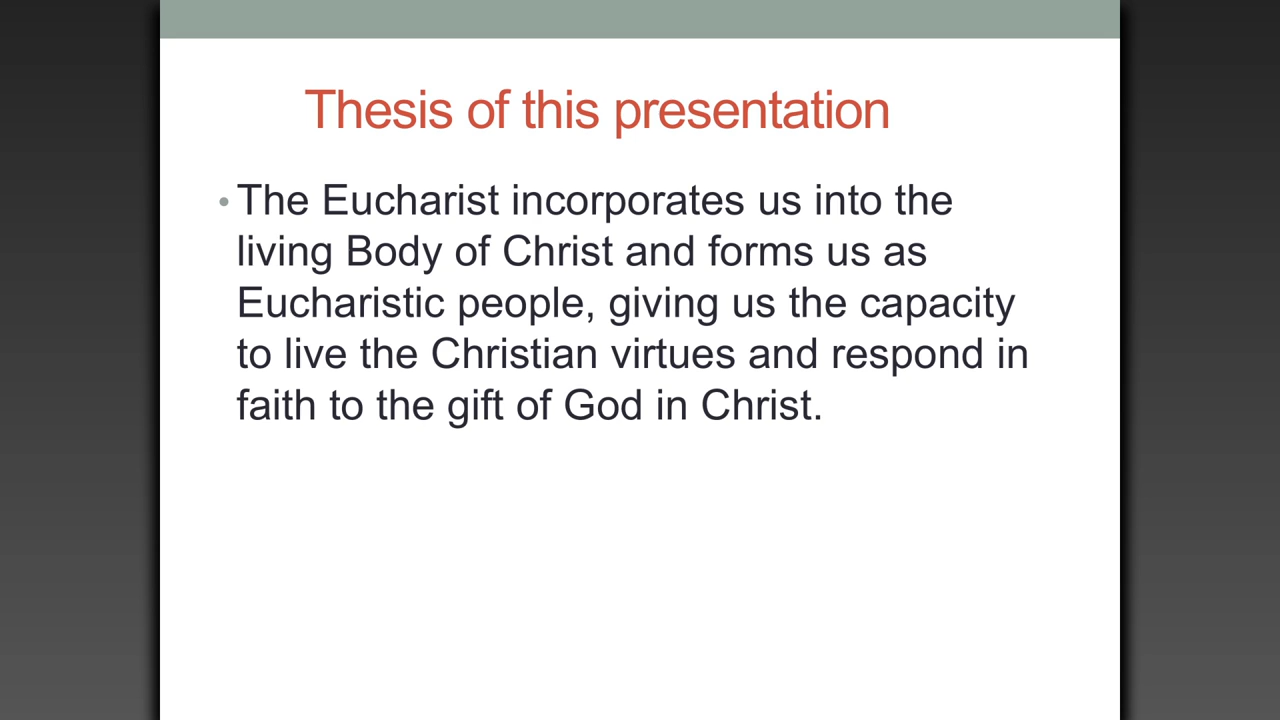 Thesis of this presentation
• The Eucharist incorporates us into the
living Body of Christ and forms us as
Eucharistic people, giving us the capacity
to live the Christian virtues and respond in
faith to the gift of God in Christ.